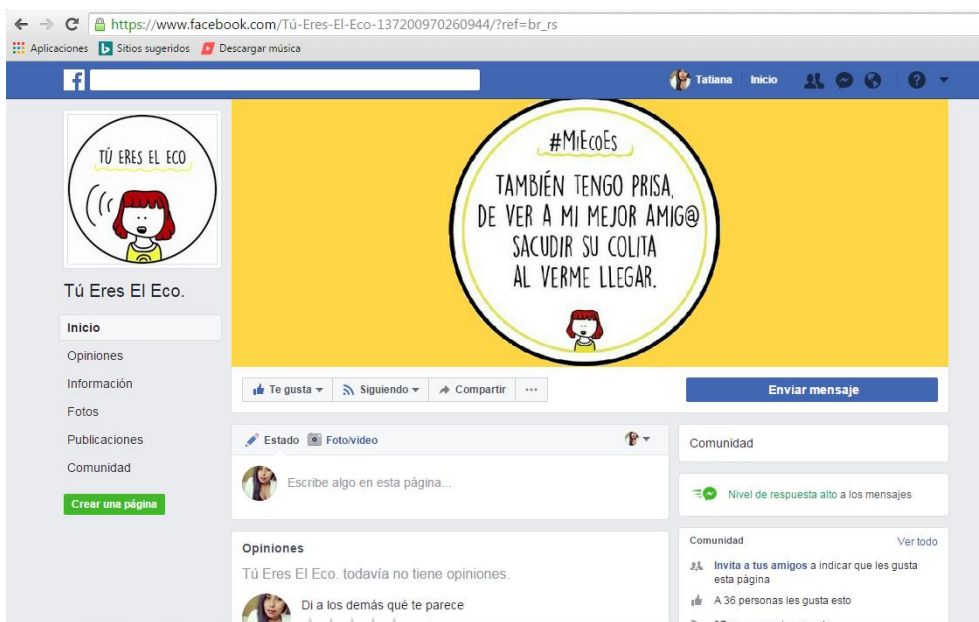 https://www.facebook.com/Tú-Eres-El-Eco-137200970260944/?ref=br_rs
Aplicaciones Sitios sugeridos Descargar música
Tatiana Inicio
TÚ ERES EL ECO
#MIECOES
TAMBIÉN TENGO PRISA,
DE VER A MI MEJOR AMIG@
SACUDIR SU COLITA
AL VERME LLEGAR.
Tú Eres El Eco.
Inicio
Opiniones
Información
Fotos
Publicaciones
Comunidad
Crear una página
Te gusta Siguiendo Compartir ...
Enviar mensaje
Estado Foto/video
Escribe algo en esta página...
Opiniones
Tú Eres El Eco. todavía no tiene opiniones.
Di a los demás qué te parece
Comunidad
Nivel de respuesta alto a los mensajes
Comunidad Ver todo
Invita a tus amigos a indicar que les gusta
esta página
A 36 personas les gusta esto